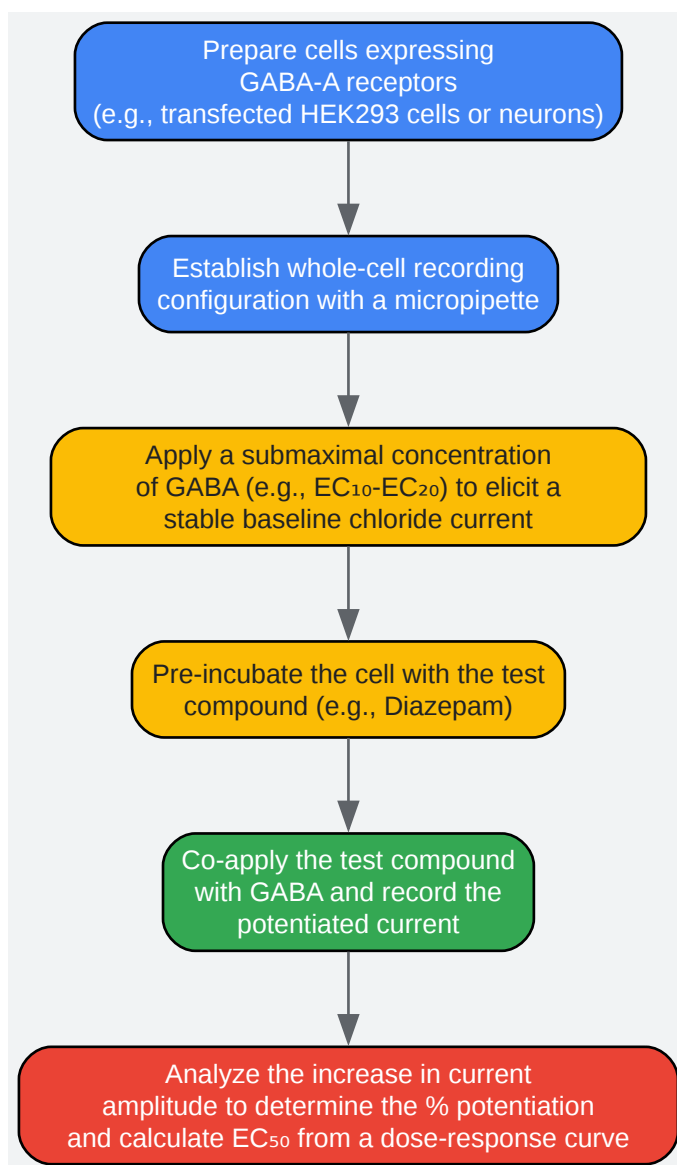 Prepare cells expressing
GABA-A receptors
(e.g., transfected HEK293 cells or neurons)
Establish whole-cell recording
configuration with a micropipette
Apply a submaximal concentration
of GABA (e.g., EC₁₀-EC₂₀) to elicit a
stable baseline chloride current
Pre-incubate the cell with the test
compound (e.g., Diazepam)
Co-apply the test compound
with GABA and record the
potentiated current
Analyze the increase in current
amplitude to determine the % potentiation
and calculate EC₅₀ from a dose-response curve